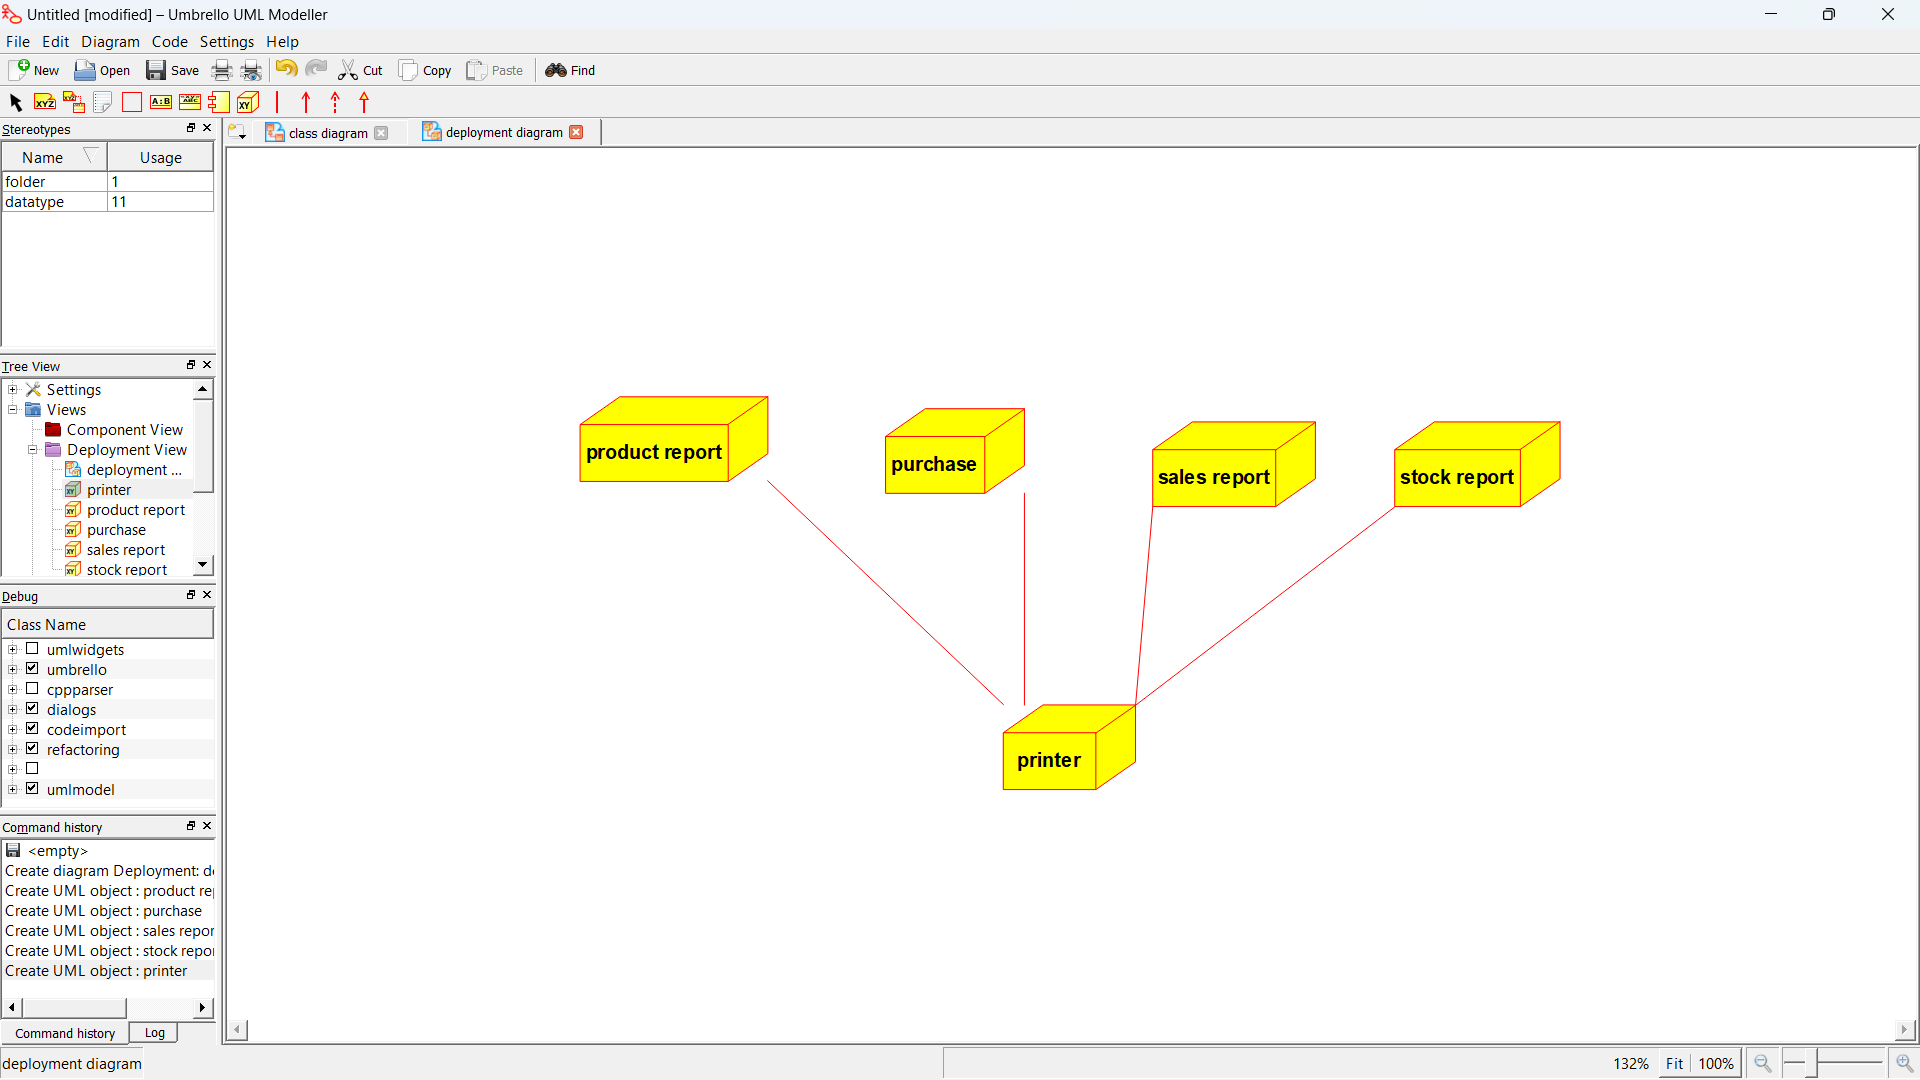 Untitled [modified] – Umbrello UML Modeller
File Edit Diagram Code Settings Help
New Open Save Cut Copy Paste Find
XYZ A:B ABC XY
Stereotypes
class diagram deployment diagram
Name Usage
folder 1
datatype 11
Tree View
Settings
Views
Component View
Deployment View
deployment ...
printer
product report
purchase
sales report
stock report
Debug
Class Name
umlwidgets
umbrello
cppparser
dialogs
codeimport
refactoring
umlmodel
Command history
<empty>
Create diagram Deployment: d
Create UML object : product re
Create UML object : purchase
Create UML object : sales repor
Create UML object : stock repo
Create UML object : printer
Command history Log
product report
purchase
sales report
stock report
printer
deployment diagram
132% Fit 100%